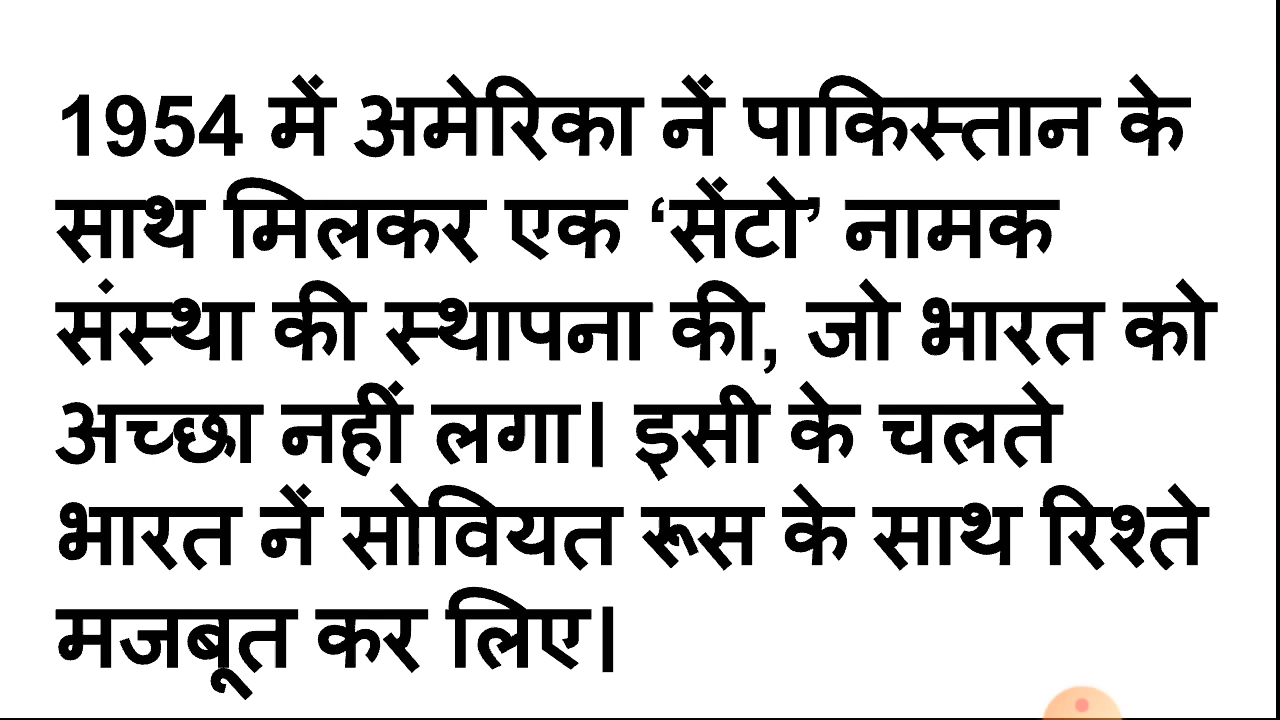 1954 में अमेरिका नें पाकिस्तान के
साथ मिलकर एक ‘सेंटो’ नामक
संस्था की स्थापना की, जो भारत को
अच्छा नहीं लगा। इसी के चलते
भारत नें सोवियत रूस के साथ रिश्ते
मजबूत कर लिए।